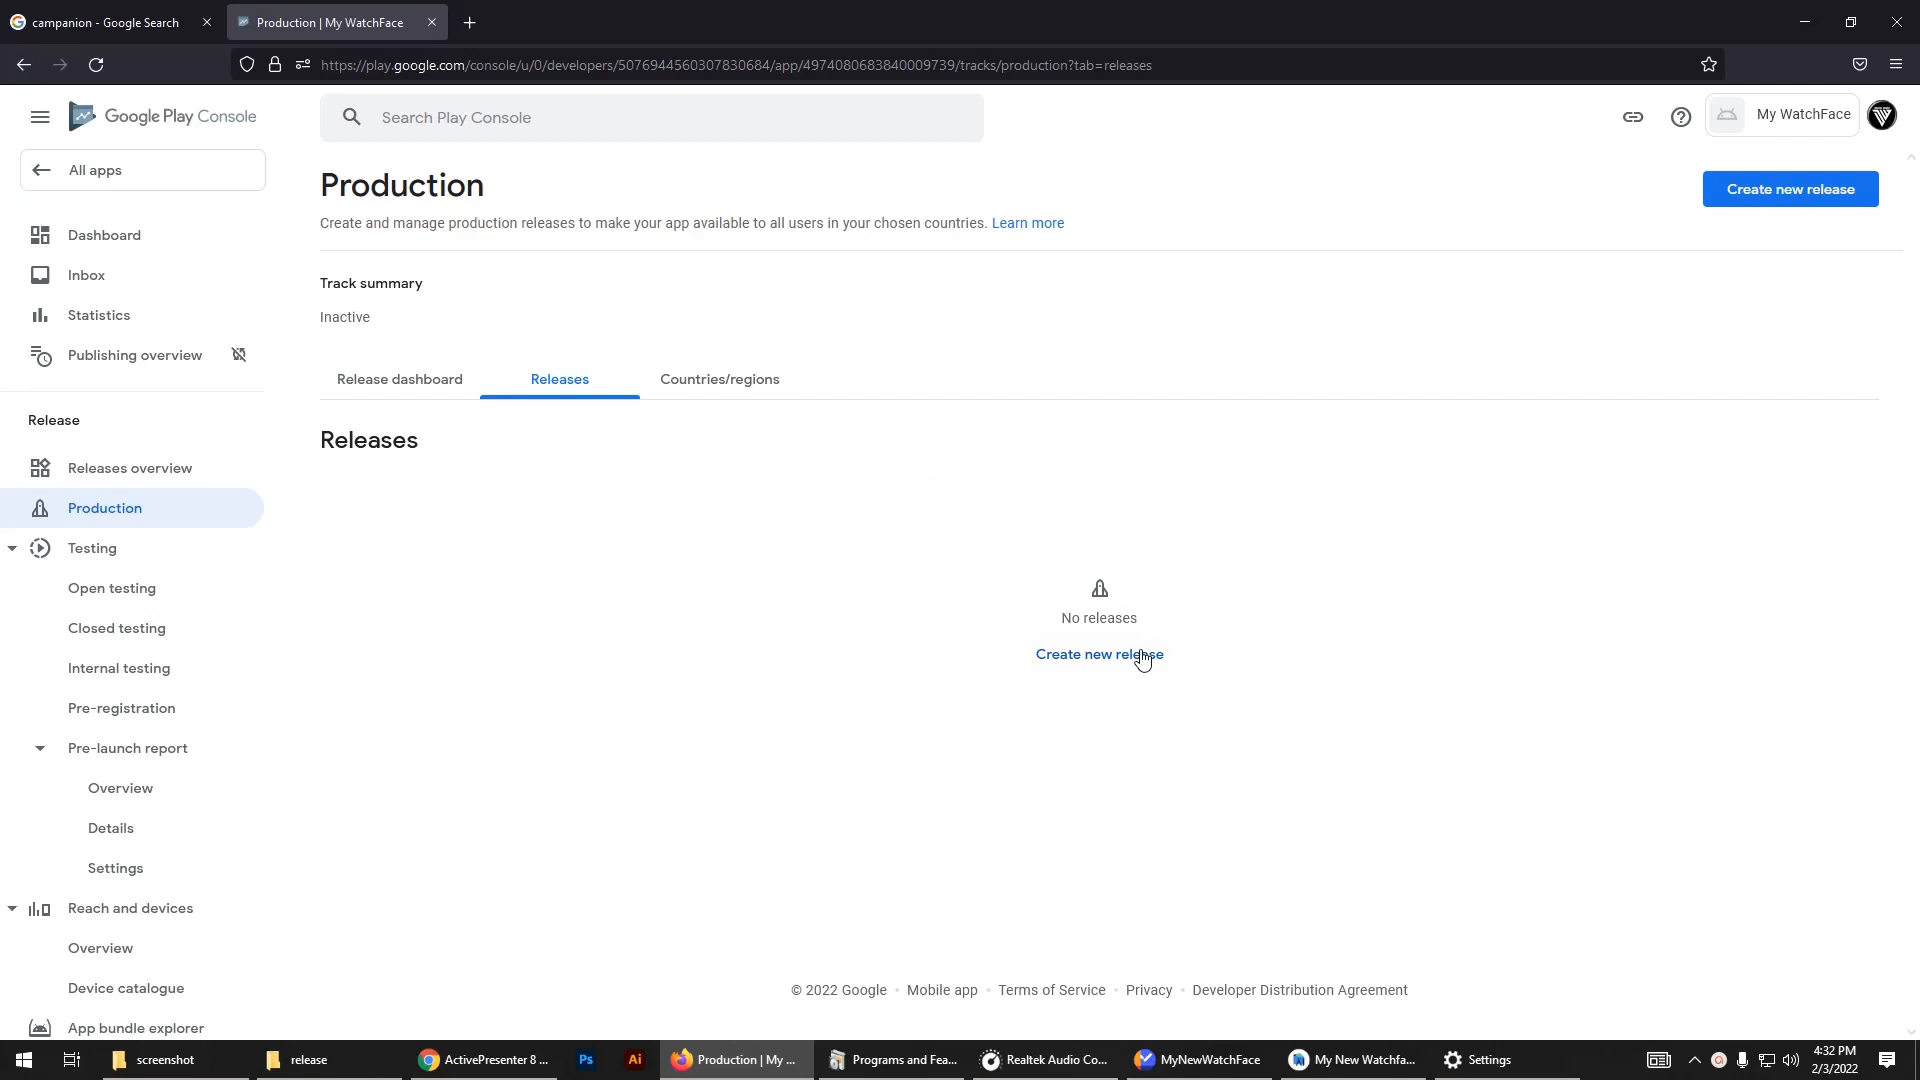 campanion - Google Search
Production | My WatchFace
https://play.google.com/console/u/0/developers/5076944560307830684/app/4974080683840009739/tracks/production?tab=releases
Google Play Console
Search Play Console
My WatchFace
All apps
Production
Create new release
Create and manage production releases to make your app available to all users in your chosen countries. Learn more
Dashboard
Inbox
Statistics
Publishing overview
Track summary
Inactive
Release dashboard
Releases
Countries/regions
Release
Releases
Releases overview
Production
Testing
Open testing
Closed testing
Internal testing
Pre-registration
Pre-launch report
Overview
Details
Settings
Reach and devices
Overview
Device catalogue
App bundle explorer
No releases
Create new release
© 2022 Google • Mobile app • Terms of Service • Privacy • Developer Distribution Agreement
screenshot
release
ActivePresenter 8 ...
Ps
Ai
Production | My ...
Programs and Fea...
Realtek Audio Co...
MyNewWatchFace
My New Watchfa...
Settings
4:32 PM
2/3/2022